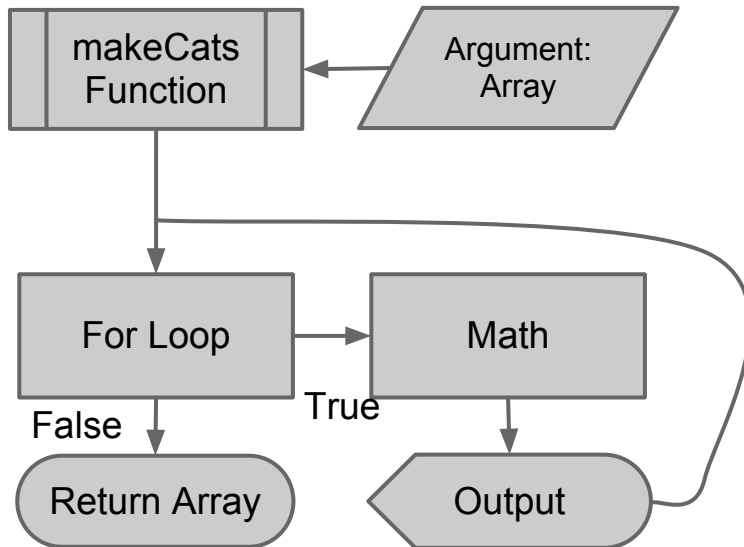 makeCats
Function
Argument:
Array
For Loop
Math
True
False
Return Array
Output